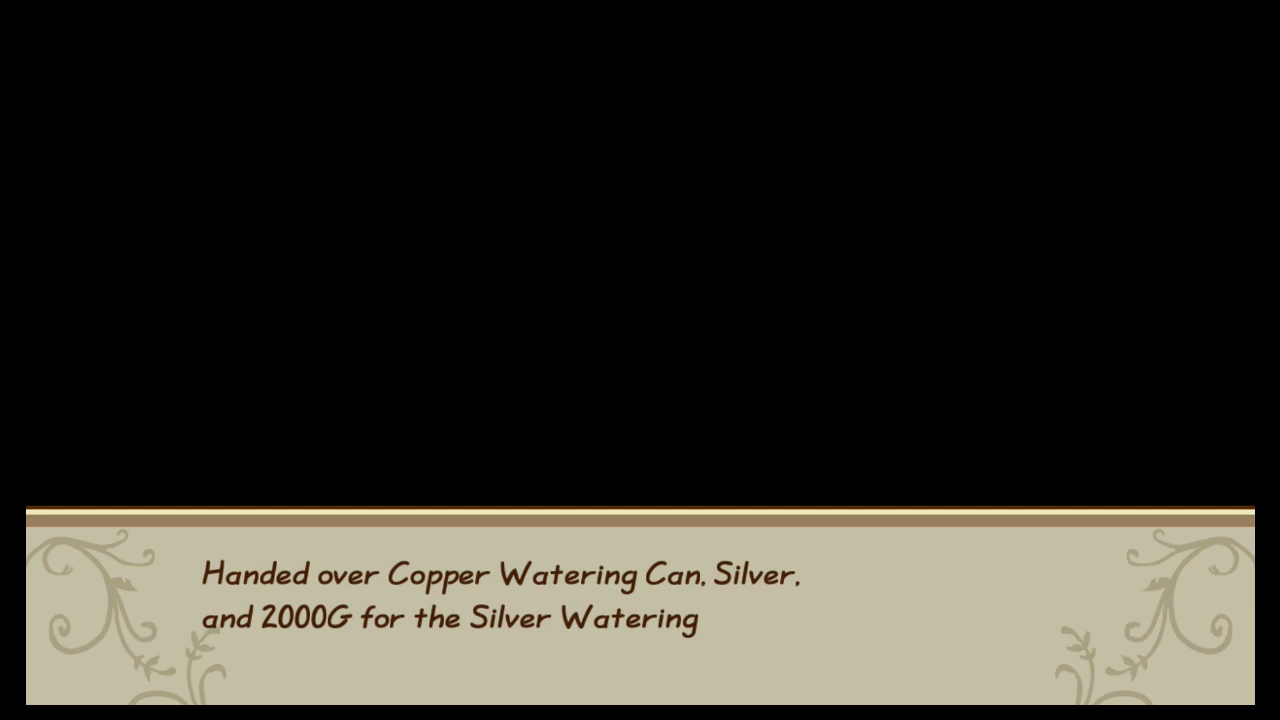 Handed over Copper Watering Can, Silver,
and 2000G for the Silver Watering